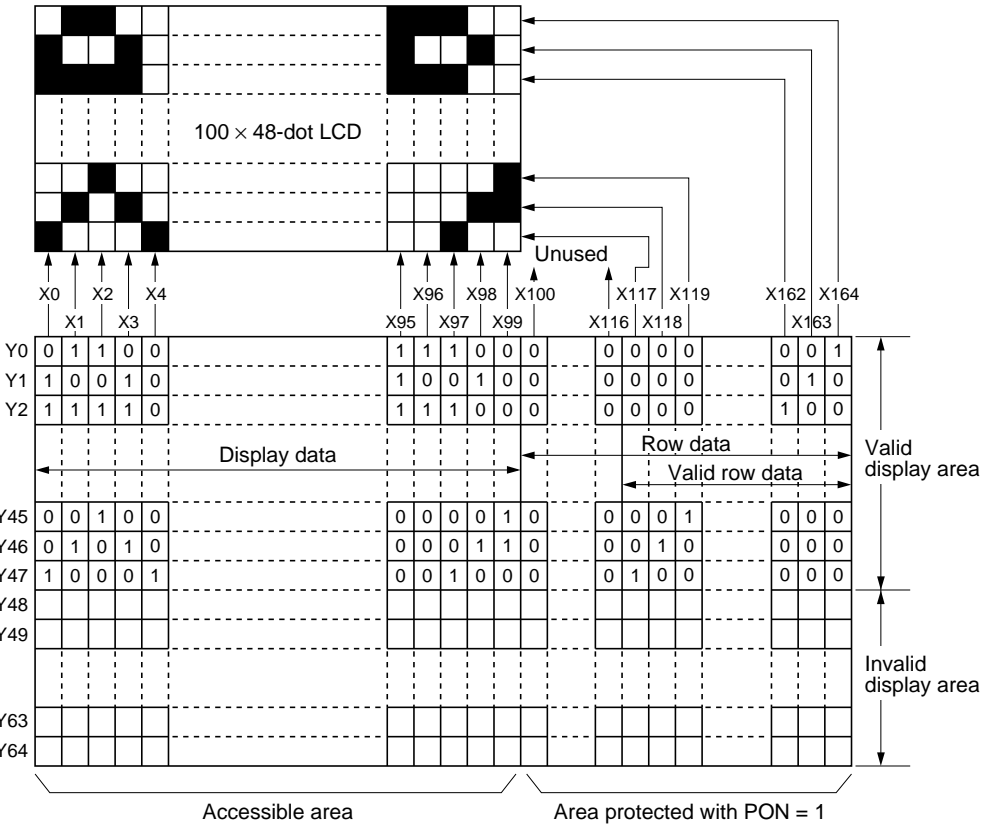 100 × 48-dot LCD
Unused
X0 X2 X4 X96 X98 X100 X117 X119 X162 X164
X1 X3 X95 X97 X99 X116 X118 X163
Y0 0 1 1 0 0 1 1 1 0 0 0 0 0 0 0 0 0 1
Y1 1 0 0 1 0 1 0 0 1 0 0 0 0 0 0 0 1 0
Y2 1 1 1 1 0 1 1 1 0 0 0 0 0 0 0 1 0 0
Display data Row data Valid
Valid row data display area
Y45 0 0 1 0 0 0 0 0 0 1 0 0 0 0 1 0 0 0
Y46 0 1 0 1 0 0 0 0 1 1 0 0 0 1 0 0 0 0
Y47 1 0 0 0 1 0 0 1 0 0 0 0 1 0 0 0 0 0
Y48
Y49
Invalid
display area
Y63
Y64
Accessible area Area protected with PON = 1